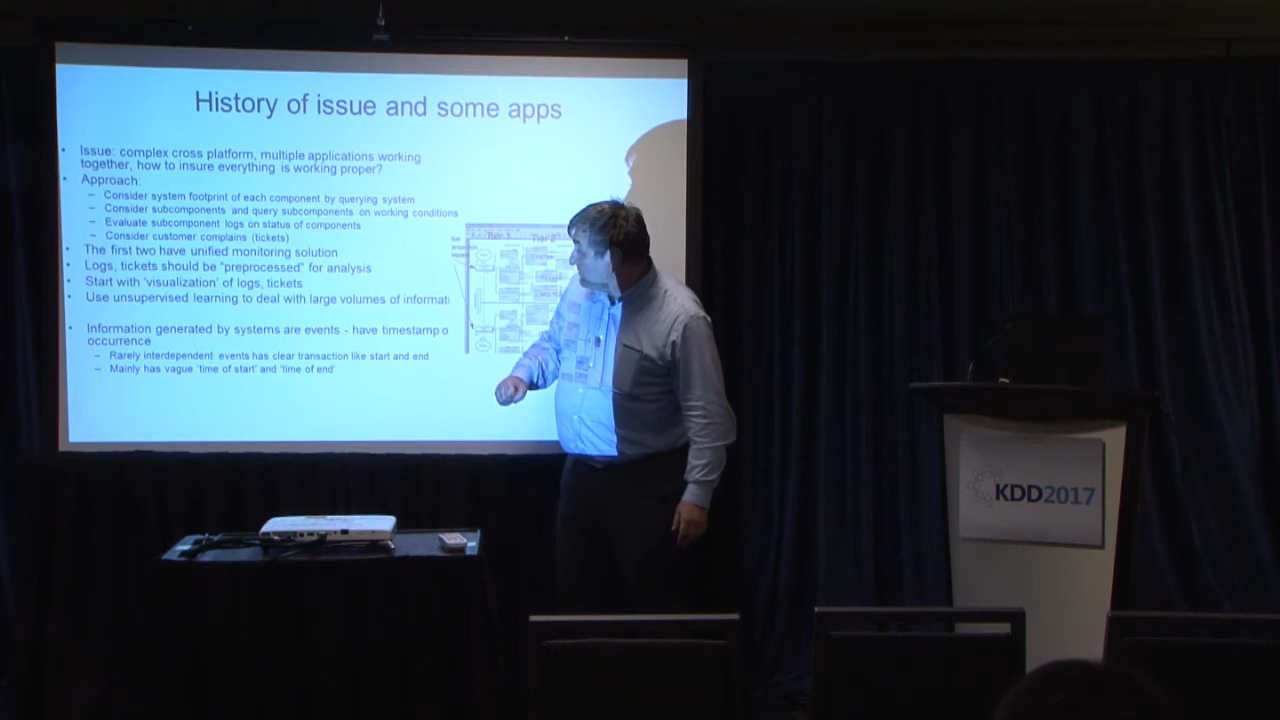 History of issue and some apps
• Issue: complex cross platform, multiple applications working
together, how to insure everything is working proper?
• Approach:
– Consider system footprint of each component by querying system
– Consider subcomponents and query subcomponents on working conditions
– Evaluate subcomponent logs on status of components
– Consider customer complains (tickets)
• The first two have unified monitoring solution
• Logs, tickets should be "preprocessed" for analysis
• Start with 'visualization' of logs, tickets
• Use unsupervised learning to deal with large volumes of informati
• Information generated by systems are events - have timestamp o
occurrence
– Rarely interdependent events has clear transaction like start and end
– Mainly has vague 'time of start' and 'time of end'
Tier 1
Tier 2
KDD2017